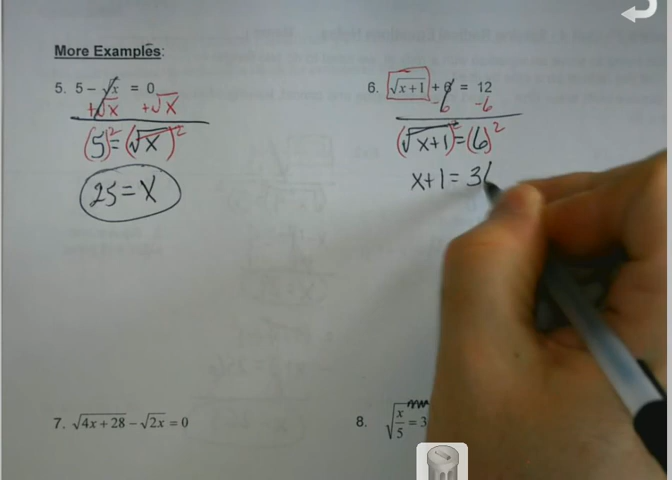 More Examples:
5. 5 − √x = 0
+√x +√x
(5)² = (√x)²
25 = x
6. √x+1 + 6 = 12
−6 −6
(√x+1)² = (6)²
x+1 = 36
7. √4x + 28 − √2x = 0
8. √x/5 = 3